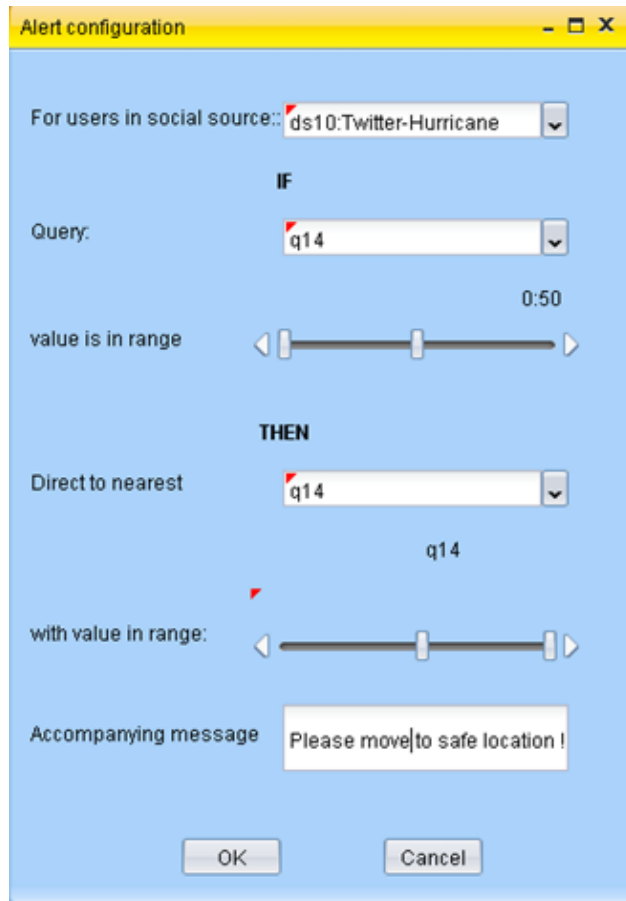 Alert configuration
For users in social source:: ds10:Twitter-Hurricane
IF
Query: q14
0:50
value is in range
THEN
Direct to nearest q14
q14
with value in range:
Accompanying message Please move to safe location !
OK Cancel